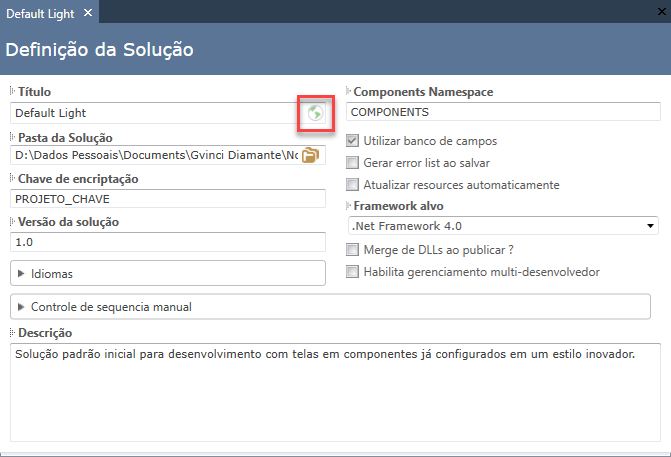 Default Light
Definição da Solução
Título
Default Light
Pasta da Solução
D:\Dados Pessoais\Documents\Gvinci Diamante\No
Chave de encriptação
PROJETO_CHAVE
Versão da solução
1.0
Idiomas
Components Namespace
COMPONENTS
Utilizar banco de campos
Gerar error list ao salvar
Atualizar resources automaticamente
Framework alvo
.Net Framework 4.0
Merge de DLLs ao publicar ?
Habilita gerenciamento multi-desenvolvedor
Controle de sequencia manual
Descrição
Solução padrão inicial para desenvolvimento com telas em componentes já configurados em um estilo inovador.